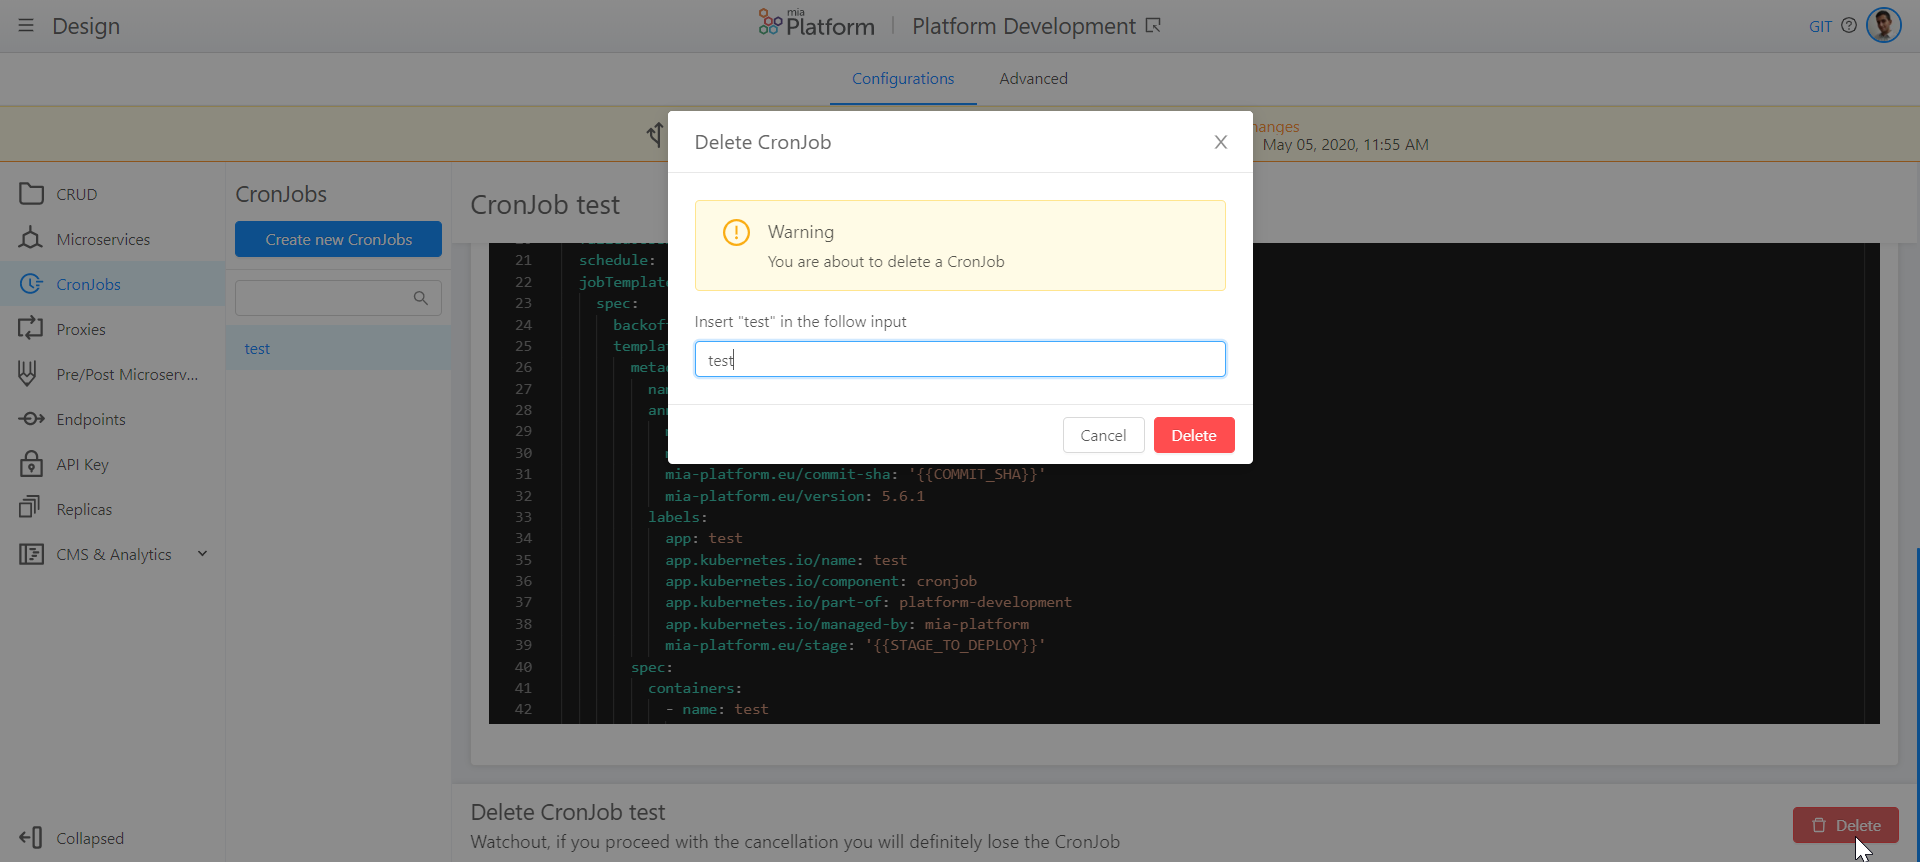 Design
mia
Platform
Platform Development
GIT
Configurations
Advanced
hanges
May 05, 2020, 11:55 AM
CRUD
Microservices
CronJobs
Proxies
Pre/Post Microserv...
Endpoints
API Key
Replicas
CMS & Analytics
Collapsed
CronJobs
Create new CronJobs
test
CronJob test
Delete CronJob
Warning
You are about to delete a CronJob
Insert "test" in the follow input
test
Cancel
Delete
21 schedule:
22 jobTemplate
23 spec:
24 backof
25 templa
26 meta
27 na
28 an
29
30
31 mia-platform.eu/commit-sha: '{{COMMIT_SHA}}'
32 mia-platform.eu/version: 5.6.1
33 labels:
34 app: test
35 app.kubernetes.io/name: test
36 app.kubernetes.io/component: cronjob
37 app.kubernetes.io/part-of: platform-development
38 app.kubernetes.io/managed-by: mia-platform
39 mia-platform.eu/stage: '{{STAGE_TO_DEPLOY}}'
40 spec:
41 containers:
42 - name: test
Delete CronJob test
Watchout, if you proceed with the cancellation you will definitely lose the CronJob
Delete